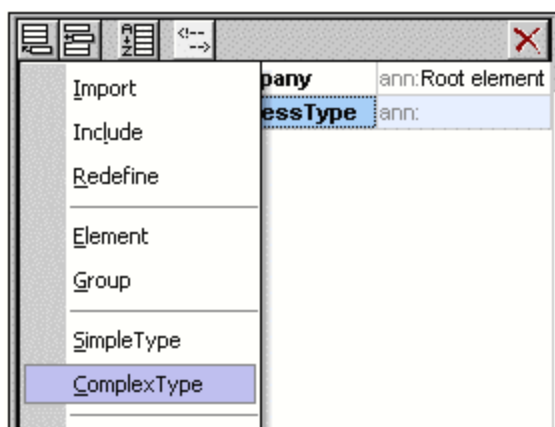 A
Z
<!--
-->
pany ann:Root element
essType ann:
Import
Include
Redefine
Element
Group
SimpleType
ComplexType